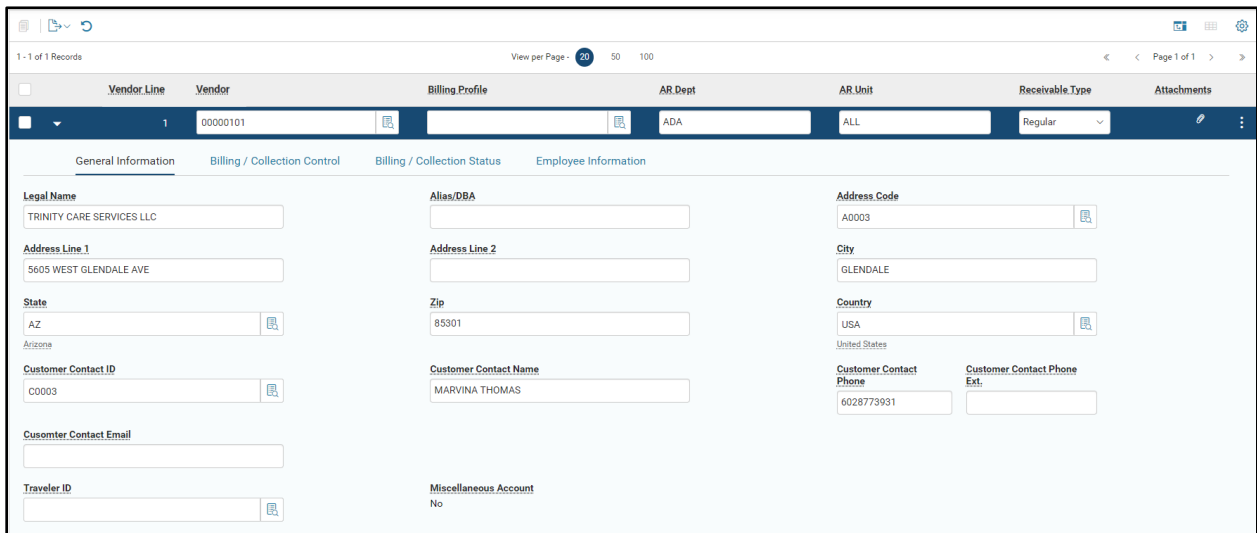 1 - 1 of 1 Records View per Page - 20 50 100 « < Page 1 of 1 > »
Vendor Line Vendor Billing Profile AR Dept AR Unit Receivable Type Attachments
1 00000101 ADA ALL Regular
General Information Billing / Collection Control Billing / Collection Status Employee Information
Legal Name Alias/DBA Address Code
TRINITY CARE SERVICES LLC A0003
Address Line 1 Address Line 2 City
5605 WEST GLENDALE AVE GLENDALE
State Zip Country
AZ 85301 USA
Arizona United States
Customer Contact ID Customer Contact Name Customer Contact Phone Customer Contact Phone Ext.
C0003 MARVINA THOMAS 6028773931
Cusomter Contact Email
Traveler ID Miscellaneous Account
No